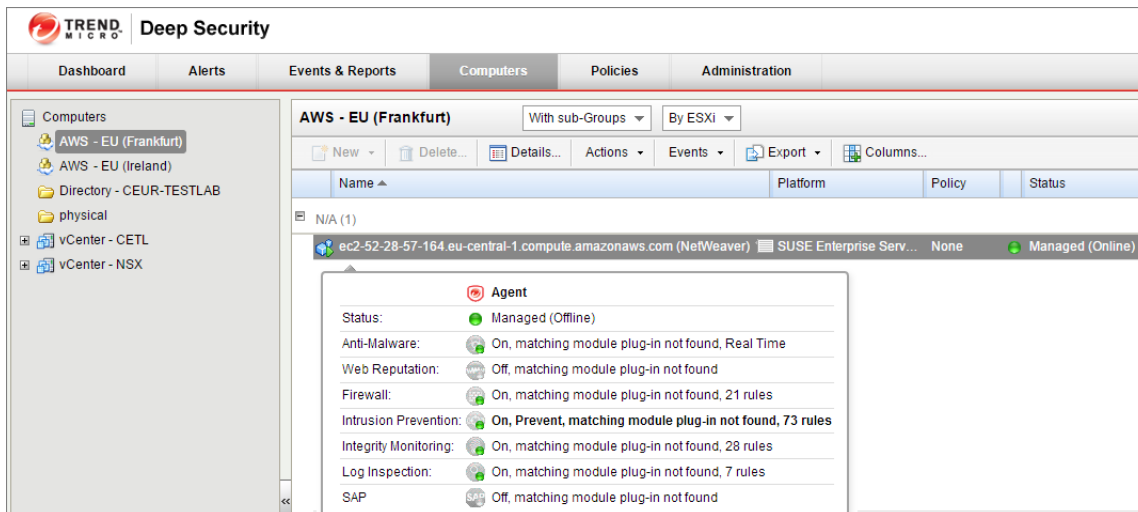 TREND MICRO Deep Security
Dashboard Alerts Events & Reports Computers Policies Administration
Computers
AWS - EU (Frankfurt)
AWS - EU (Ireland)
Directory - CEUR-TESTLAB
physical
vCenter - CETL
vCenter - NSX
AWS - EU (Frankfurt) With sub-Groups By ESXi
New Delete... Details... Actions Events Export Columns...
Name Platform Policy Status
N/A (1)
ec2-52-28-57-164.eu-central-1.compute.amazonaws.com (NetWeaver) SUSE Enterprise Serv... None Managed (Online)
Agent
Status: Managed (Offline)
Anti-Malware: On, matching module plug-in not found, Real Time
Web Reputation: Off, matching module plug-in not found
Firewall: On, matching module plug-in not found, 21 rules
Intrusion Prevention: On, Prevent, matching module plug-in not found, 73 rules
Integrity Monitoring: On, matching module plug-in not found, 28 rules
Log Inspection: On, matching module plug-in not found, 7 rules
SAP SAP Off, matching module plug-in not found
«